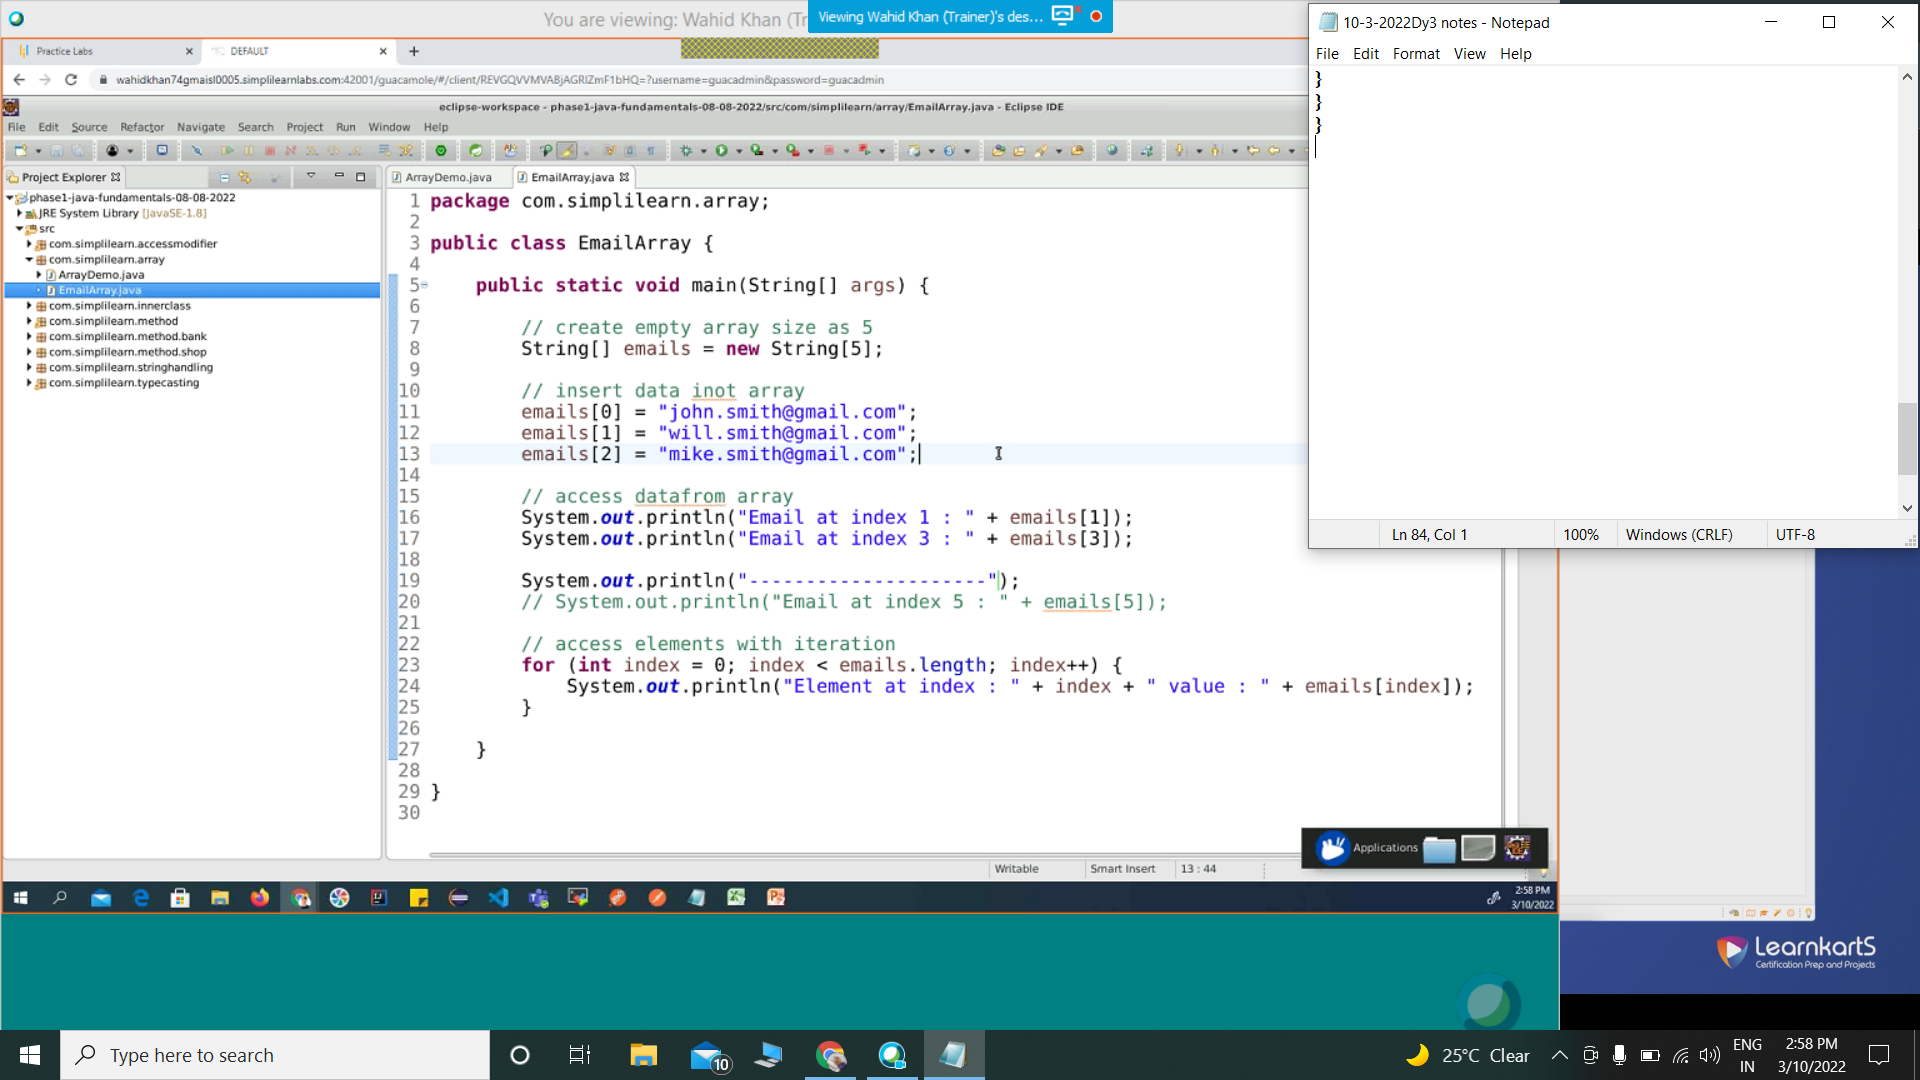 You are viewing: Wahid Khan (Tr
Viewing Wahid Khan (Trainer)'s des...
Practice Labs
DEFAULT
wahidkhan74gmaisl0005.simplilearnlabs.com:42001/guacamole/#/client/REVGQVVMVABjAGRlZmF1bHQ=?username=guacadmin&password=guacadmin
eclipse-workspace - phase1-java-fundamentals-08-08-2022/src/com/simplilearn/array/EmailArray.java - Eclipse IDE
File Edit Source Refactor Navigate Search Project Run Window Help
Project Explorer
phase1-java-fundamentals-08-08-2022
JRE System Library [JavaSE-1.8]
src
com.simplilearn.accessmodifier
com.simplilearn.array
ArrayDemo.java
EmailArray.java
com.simplilearn.innerclass
com.simplilearn.method
com.simplilearn.method.bank
com.simplilearn.method.shop
com.simplilearn.stringhandling
com.simplilearn.typecasting
ArrayDemo.java
EmailArray.java
1 package com.simplilearn.array;
2
3 public class EmailArray {
4
5 public static void main(String[] args) {
6
7 // create empty array size as 5
8 String[] emails = new String[5];
9
10 // insert data inot array
11 emails[0] = "john.smith@gmail.com";
12 emails[1] = "will.smith@gmail.com";
13 emails[2] = "mike.smith@gmail.com";
14
15 // access datafrom array
16 System.out.println("Email at index 1 : " + emails[1]);
17 System.out.println("Email at index 3 : " + emails[3]);
18
19 System.out.println("---------------------");
20 // System.out.println("Email at index 5 : " + emails[5]);
21
22 // access elements with iteration
23 for (int index = 0; index < emails.length; index++) {
24 System.out.println("Element at index : " + index + " value : " + emails[index]);
25 }
26
27 }
28
29 }
30
Writable
Smart Insert
13 : 44
Applications
2:58 PM
3/10/2022
10-3-2022Dy3 notes - Notepad
File Edit Format View Help
}
}
}
Ln 84, Col 1
100%
Windows (CRLF)
UTF-8
LearnkartS
Certification Prep and Projects
Type here to search
10
25°C Clear
ENG
IN
2:58 PM
3/10/2022